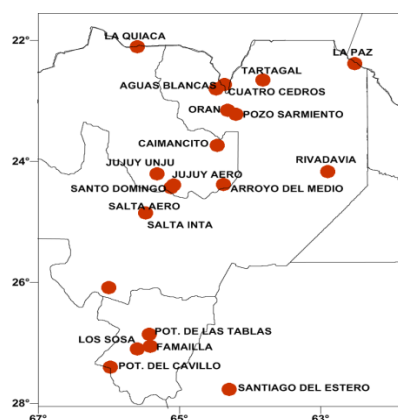 LA QUIACA
22°
TARTAGAL
LA PAZ
AGUAS BLANCAS
CUATRO CEDROS
ORAN
POZO SARMIENTO
CAIMANCITO
24°
JUJUY UNJU
JUJUY AERO
RIVADAVIA
SANTO DOMINGO
ARROYO DEL MEDIO
SALTA AERO
SALTA INTA
26°
POT. DE LAS TABLAS
LOS SOSA
FAMAILLA
POT. DEL CAVILLO
SANTIAGO DEL ESTERO
28°
67°
65°
63°